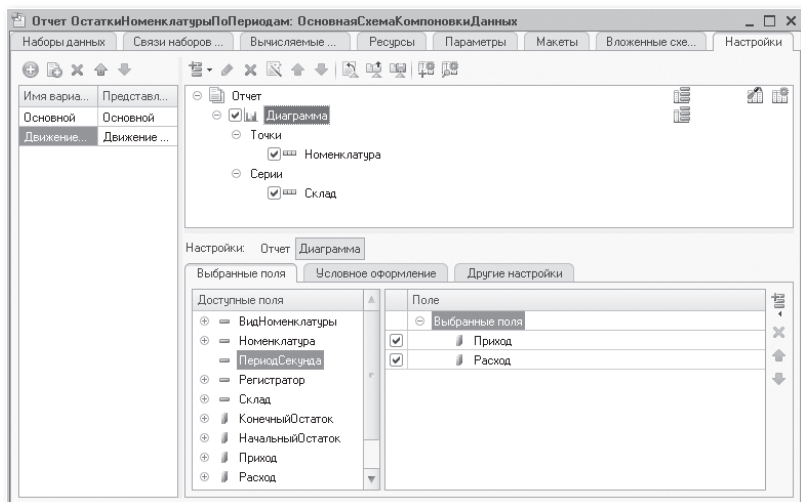 Отчет ОстаткиНоменклатурыПоПериодам: ОсновнаяСхемаКомпоновкиДанных
Наборы данных Связи наборов ... Вычисляемые ... Ресурсы Параметры Макеты Вложенные схе... Настройки
Имя вариа... Представл...
Основной Основной
Движение... Движение ...
Отчет
Диаграмма
Точки
Номенклатура
Серии
Склад
Настройки: Отчет Диаграмма
Выбранные поля Условное оформление Другие настройки
Доступные поля
ВидНоменклатуры
Номенклатура
ПериодСекунда
Регистратор
Склад
КонечныйОстаток
НачальныйОстаток
Приход
Расход
Поле
Выбранные поля
Приход
Расход